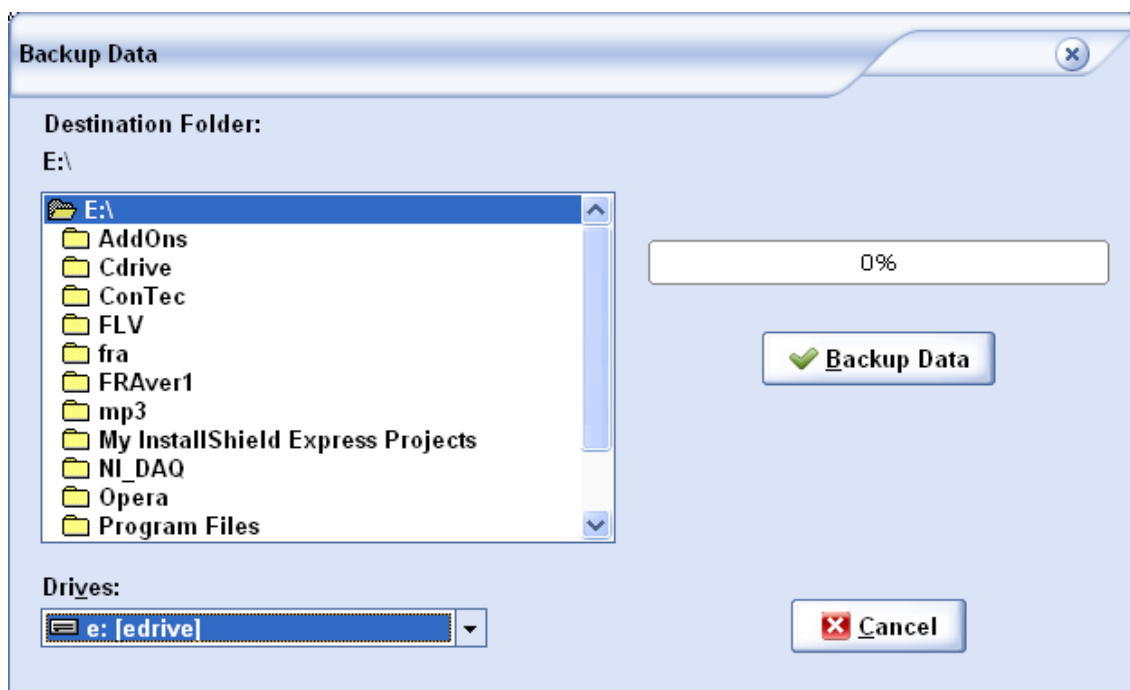 Backup Data
Destination Folder:
E:\
E:\
AddOns
Cdrive
ConTec
FLV
fra
FRAver1
mp3
My InstallShield Express Projects
NI_DAQ
Opera
Program Files
0%
Backup Data
Drives:
e: [edrive]
Cancel